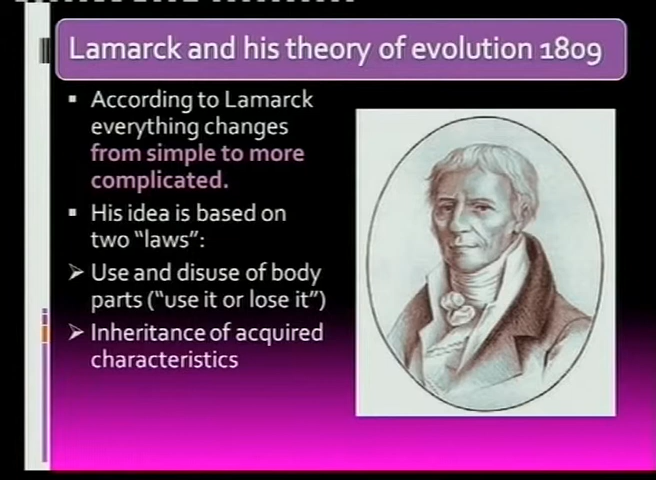 Lamarck and his theory of evolution 1809
▪ According to Lamarck
everything changes
from simple to more
complicated.
▪ His idea is based on
two “laws”:
➤ Use and disuse of body
parts (“use it or lose it”)
➤ Inheritance of acquired
characteristics